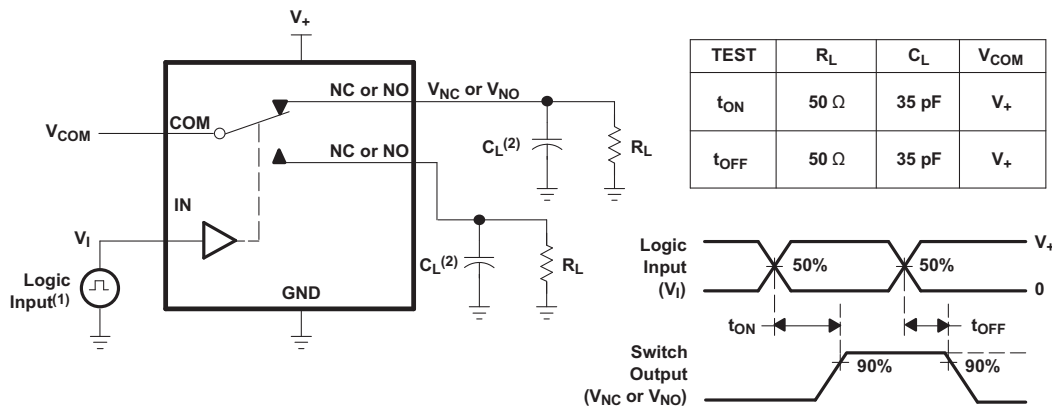 V+
NC or NO
VNC or VNO
COM
VCOM
CL(2)
RL
NC or NO
IN
VI
CL(2)
RL
Logic
Input(1)
GND
TEST RL CL VCOM
tON 50 Ω 35 pF V+
tOFF 50 Ω 35 pF V+
Logic
Input
(VI)
50%
50%
V+
0
tON
tOFF
Switch
Output
(VNC or VNO)
90%
90%